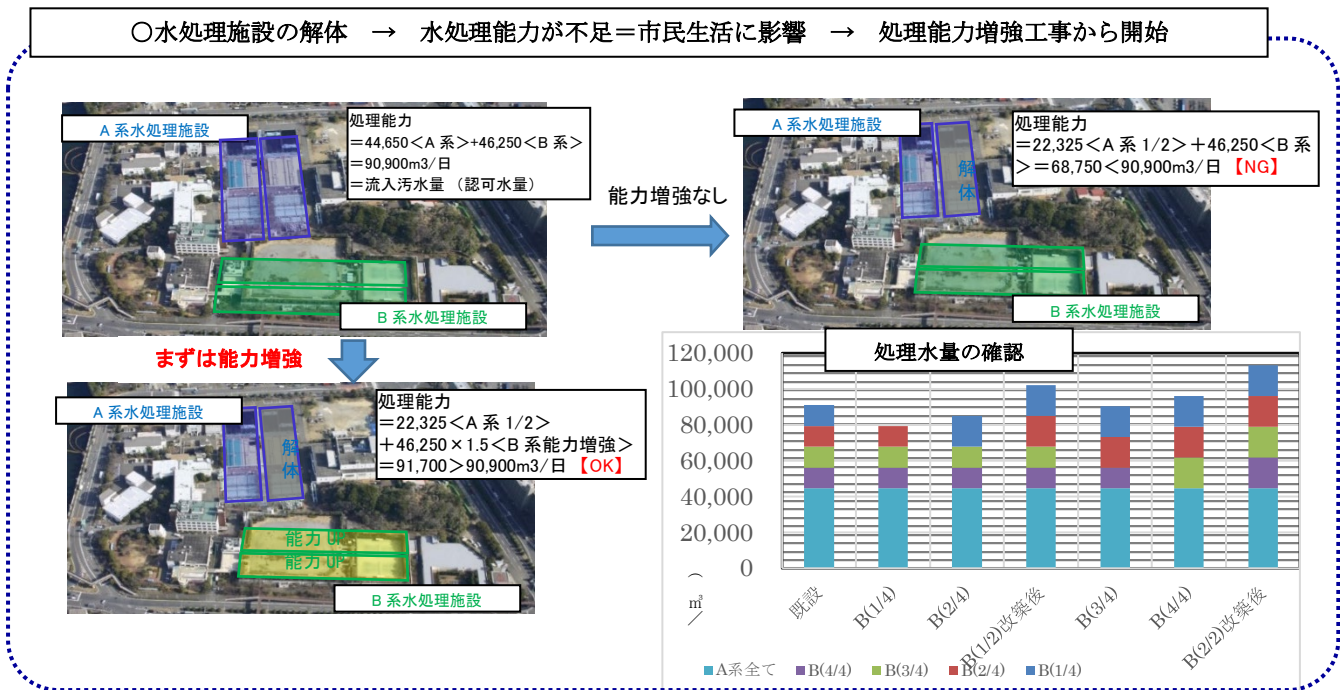 〇水処理施設の解体 → 水処理能力が不足＝市民生活に影響 → 処理能力増強工事から開始
A系水処理施設
処理能力
＝44,650＜A系＞+46,250＜B系＞
＝90,900m3/日
＝流入汚水量 （認可水量）
B系水処理施設
能力増強なし
A系水処理施設
処理能力
＝22,325＜A系 1/2＞＋46,250＜B系
＞＝68,750＜90,900m3/日 【NG】
解体
B系水処理施設
まずは能力増強
A系水処理施設
処理能力
＝22,325＜A系 1/2＞
＋46,250×1.5＜B系能力増強＞
＝91,700＞90,900m3/日 【OK】
解体
能力UP
能力UP
B系水処理施設
処理水量の確認
120,000
100,000
80,000
60,000
40,000
20,000
0
（㎥
既設
B(1/4)
B(2/4)
B(1/2)改築後
B(3/4)
B(4/4)
B(2/2)改築後
A系全て
B(4/4)
B(3/4)
B(2/4)
B(1/4)